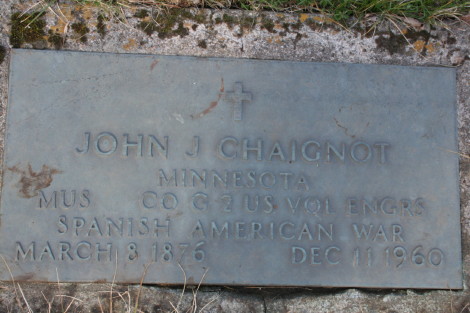 JOHN J CHAIGNOT
MINNESOTA
MUS CO G 2 US VOL ENGRS
SPANISH AMERICAN WAR
MARCH 8 1876 DEC 11 1960